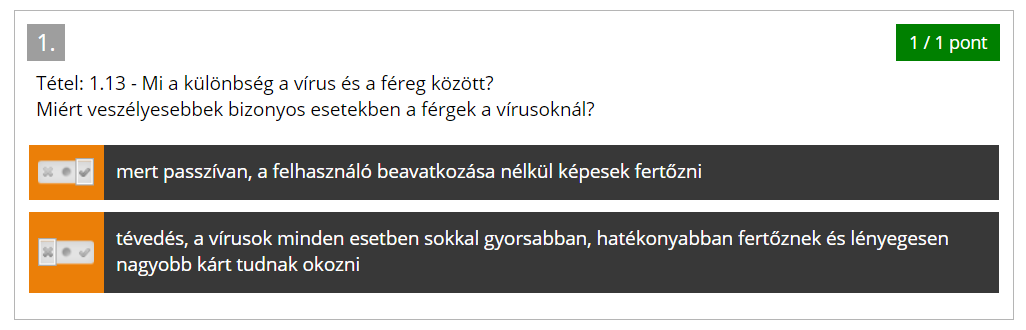 1.
1 / 1 pont
Tétel: 1.13 - Mi a különbség a vírus és a féreg között?
Miért veszélyesebbek bizonyos esetekben a férgek a vírusoknál?
mert passzívan, a felhasználó beavatkozása nélkül képesek fertőzni
tévedés, a vírusok minden esetben sokkal gyorsabban, hatékonyabban fertőznek és lényegesen
nagyobb kárt tudnak okozni